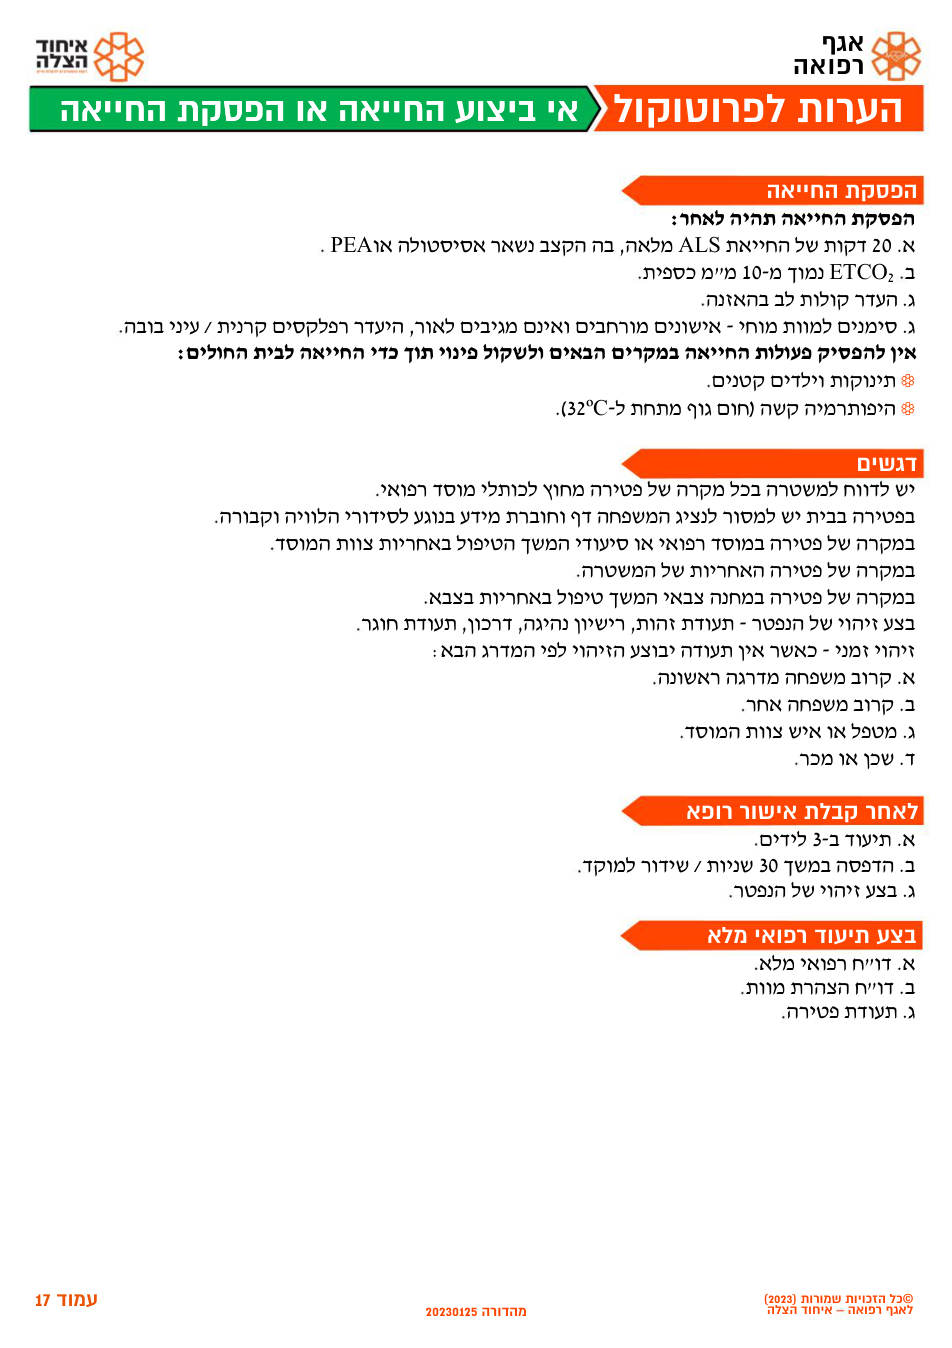 אגף
רפואה
איחוד
הצלה
הערות לפרוטוקול
אי ביצוע החייאה או הפסקת החייאה
הפסקת החייאה
הפסקת החייאה תהיה לאחר:
א. 20 דקות של החייאת ALS מלאה, בה הקצב נשאר אסיסטולה אוPEA .
ב. ETCO₂ נמוך מ-10 מ"מ כספית.
ג. העדר קולות לב בהאזנה.
ג. סימנים למוות מוחי - אישונים מורחבים ואינם מגיבים לאור, היעדר רפלקסים קרנית / עיני בובה.
אין להפסיק פעולות החייאה במקרים הבאים ולשקול פינוי תוך כדי החייאה לבית החולים:
תינוקות וילדים קטנים.
היפותרמיה קשה (חום גוף מתחת ל-32ºC).
דגשים
יש לדווח למשטרה בכל מקרה של פטירה מחוץ לכותלי מוסד רפואי.
בפטירה בבית יש למסור לנציג המשפחה דף וחוברת מידע בנוגע לסידורי הלוויה וקבורה.
במקרה של פטירה במוסד רפואי או סיעודי המשך הטיפול באחריות צוות המוסד.
במקרה של פטירה האחריות של המשטרה.
במקרה של פטירה במחנה צבאי המשך טיפול באחריות בצבא.
בצע זיהוי של הנפטר - תעודת זהות, רישיון נהיגה, דרכון, תעודת חוגר.
זיהוי זמני - כאשר אין תעודה יבוצע הזיהוי לפי המדרג הבא:
א. קרוב משפחה מדרגה ראשונה.
ב. קרוב משפחה אחר.
ג. מטפל או איש צוות המוסד.
ד. שכן או מכר.
לאחר קבלת אישור רופא
א. תיעוד ב-3 לידים.
ב. הדפסה במשך 30 שניות / שידור למוקד.
ג. בצע זיהוי של הנפטר.
בצע תיעוד רפואי מלא
א. דו"ח רפואי מלא.
ב. דו"ח הצהרת מוות.
ג. תעודת פטירה.
©כל הזכויות שמורות (2023)
לאגף רפואה – איחוד הצלה
מהדורה 20230125
עמוד 17